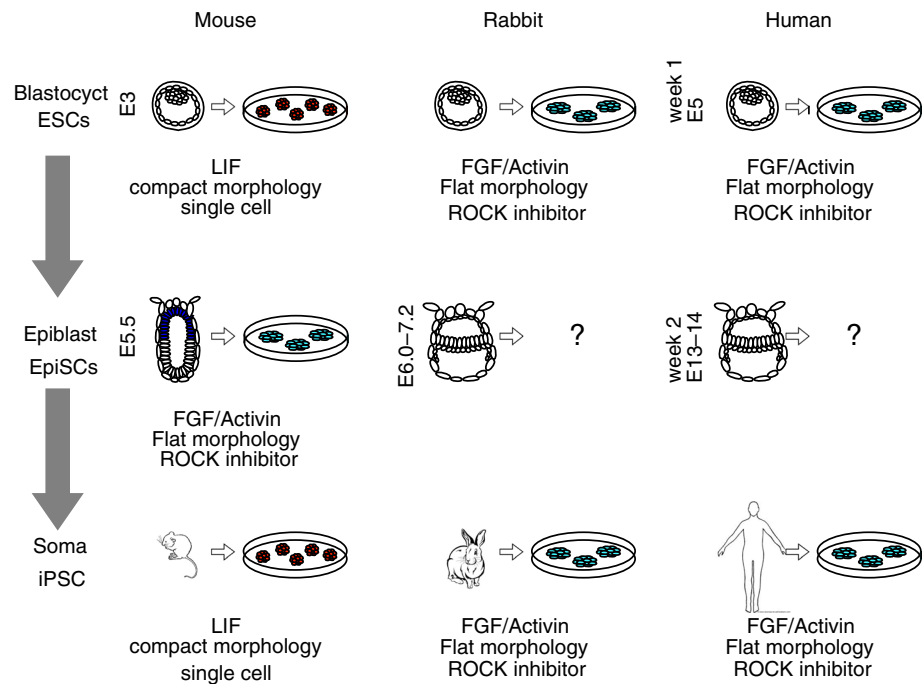 Mouse
Rabbit
Human
Blastocyct
ESCs
E3
week 1
E5
LIF
compact morphology
single cell
FGF/Activin
Flat morphology
ROCK inhibitor
FGF/Activin
Flat morphology
ROCK inhibitor
Epiblast
EpiSCs
E5.5
E6.0–7.2
?
week 2
E13–14
?
FGF/Activin
Flat morphology
ROCK inhibitor
Soma
iPSC
LIF
compact morphology
single cell
FGF/Activin
Flat morphology
ROCK inhibitor
FGF/Activin
Flat morphology
ROCK inhibitor